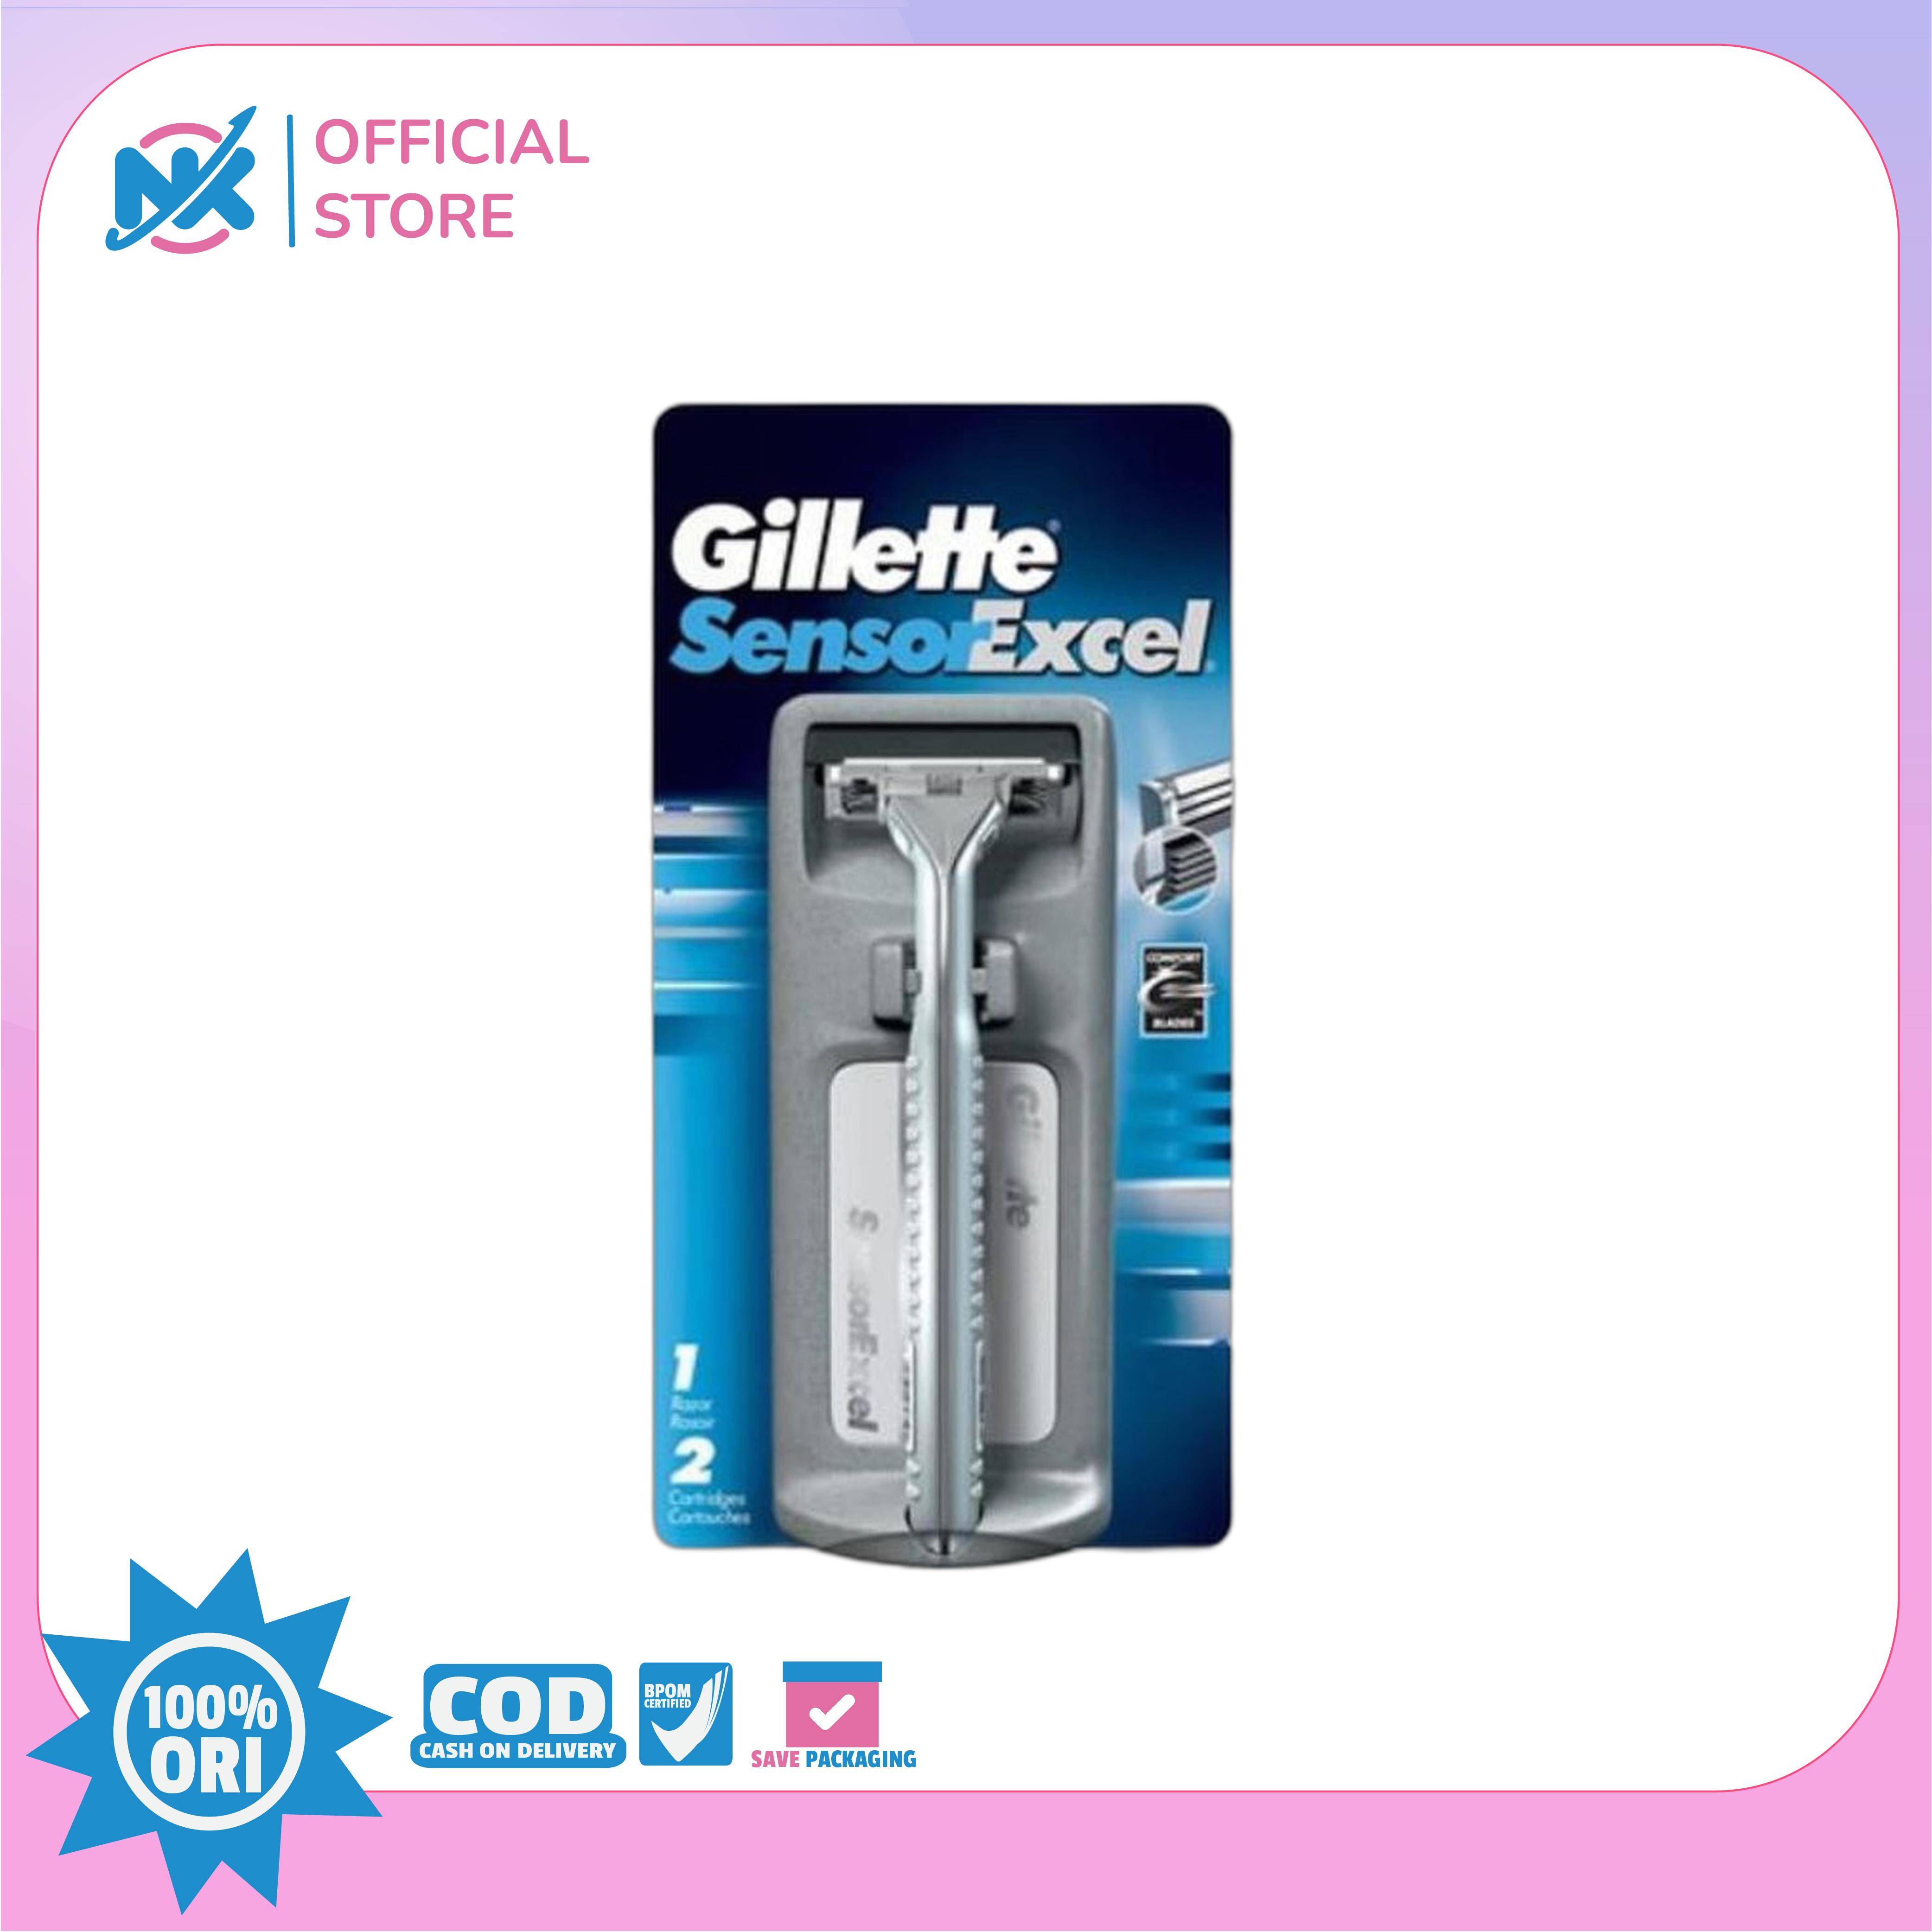 NK
OFFICIAL
STORE
Gillette®
SensorExcel
COMFORT
BLADES
Gillette
SensorExcel
1
Razor
Rasoir
2
Cartridges
Cartouches
100%
ORI
COD
CASH ON DELIVERY
BPOM
CERTIFIED
SAVE PACKAGING